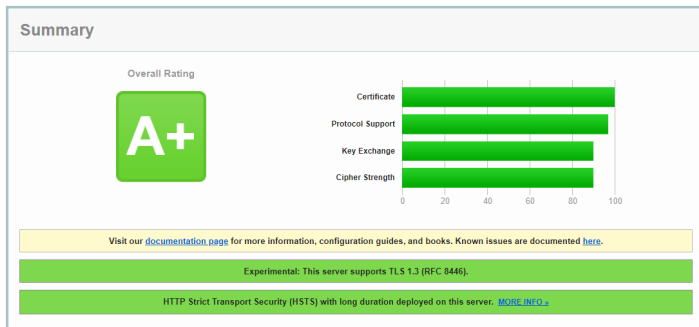 Summary
Overall Rating
A+
Certificate
Protocol Support
Key Exchange
Cipher Strength
0 20 40 60 80 100
Visit our documentation page for more information, configuration guides, and books. Known issues are documented here.
Experimental: This server supports TLS 1.3 (RFC 8446).
HTTP Strict Transport Security (HSTS) with long duration deployed on this server. MORE INFO »